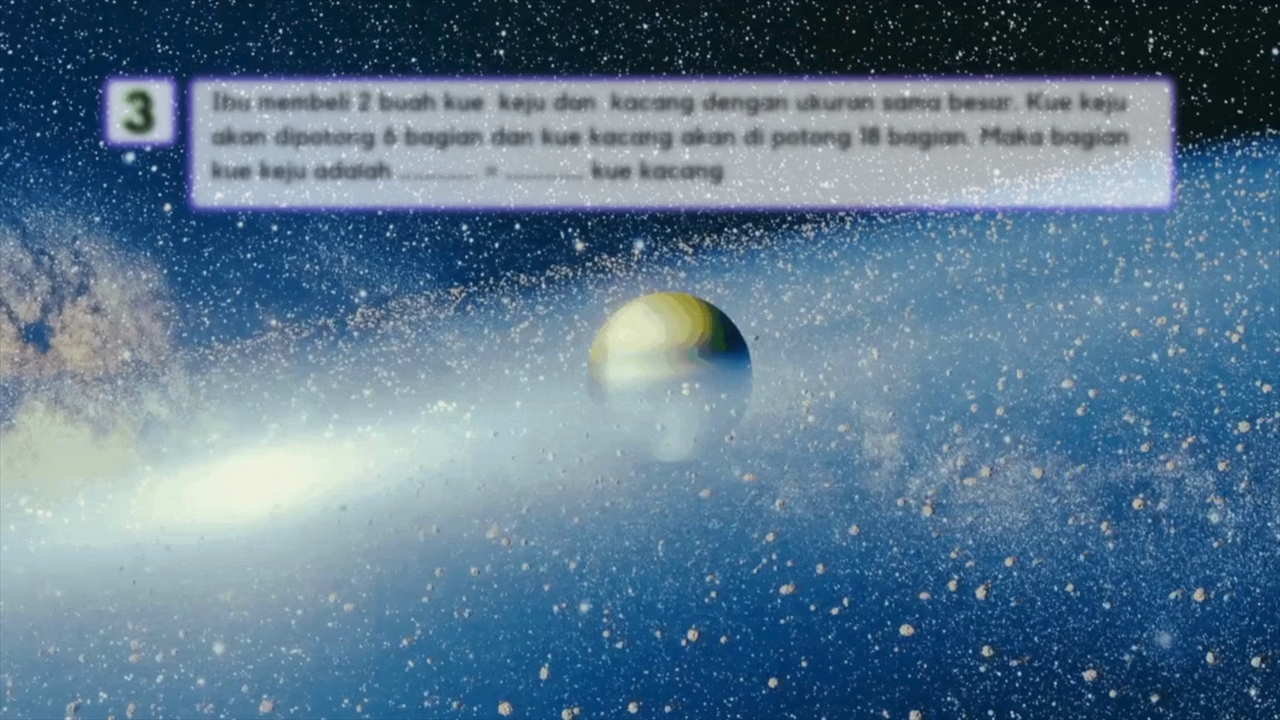 3
Ibu membeli 2 buah kue keju dan kacang dengan ukuran sama besar. Kue keju
akan dipotong 6 bagian dan kue kacang akan di potong 18 bagian. Maka bagian
kue keju adalah ............ = ............. kue kacang